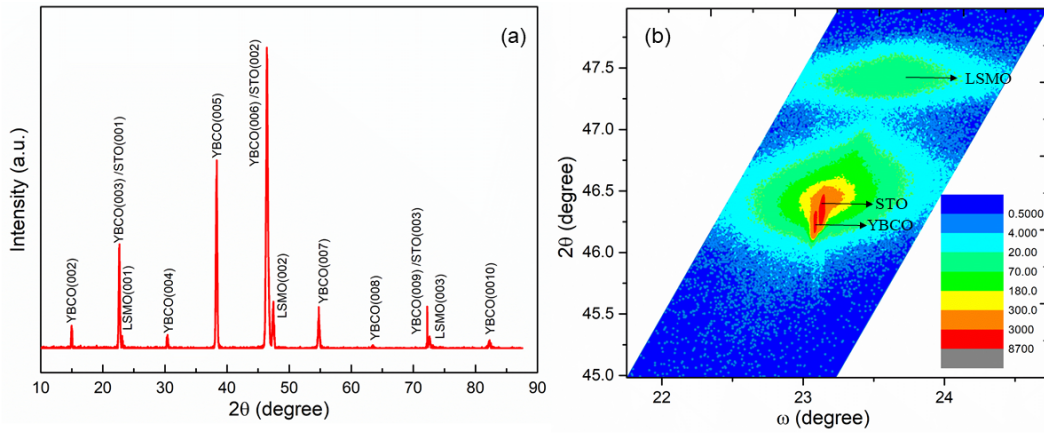 (a)
Intensity (a.u.)
YBCO(002)
YBCO(003) /STO(001)
LSMO(001)
YBCO(004)
YBCO(005)
YBCO(006) /STO(002)
LSMO(002)
YBCO(007)
YBCO(008)
YBCO(009) /STO(003)
LSMO(003)
YBCO(0010)
10 20 30 40 50 60 70 80 90
2θ (degree)
(b)
2θ (degree)
47.5
47.0
46.5
46.0
45.5
45.0
LSMO
STO
YBCO
0.5000
4.000
20.00
70.00
180.0
300.0
3000
8700
22 23 24
ω (degree)